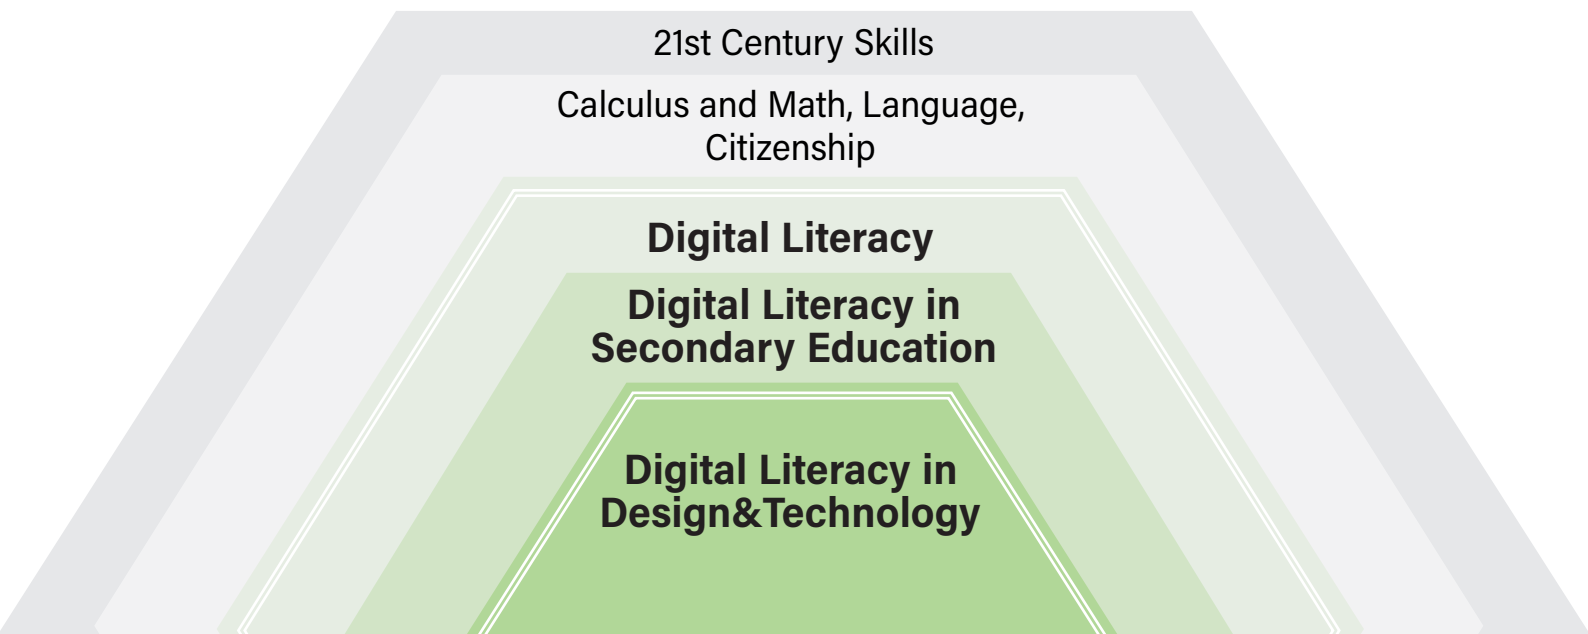 21st Century Skills
Calculus and Math, Language,
Citizenship
Digital Literacy
Digital Literacy in
Secondary Education
Digital Literacy in
Design&Technology